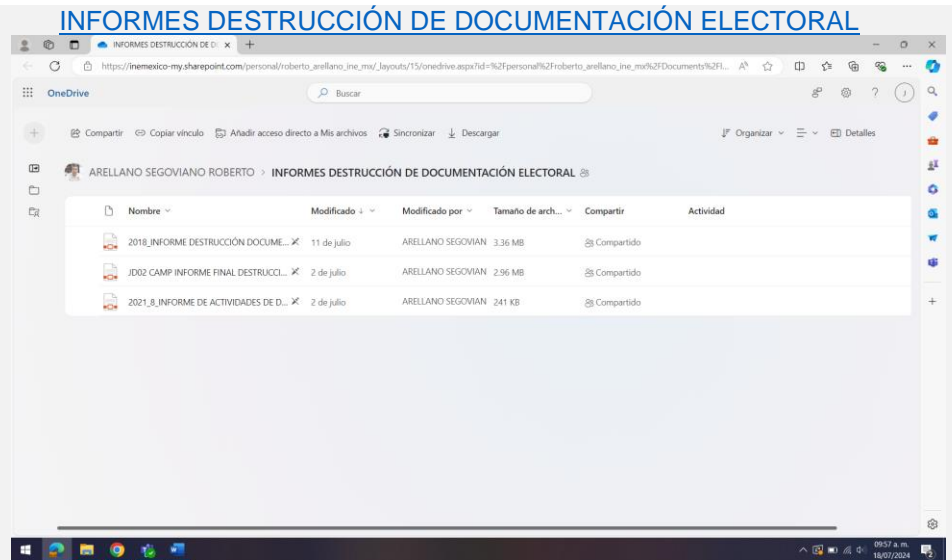 INFORMES DESTRUCCIÓN DE DOCUMENTACIÓN ELECTORAL
INFORMES DESTRUCCIÓN DE D
https://inemexico-my.sharepoint.com/personal/roberto_arellano_ine_mx/_layouts/15/onedrive.aspx?id=%2Fpersonal%2Froberto_arellano_ine_mx%2FDocuments%2FI...
OneDrive
Buscar
Compartir Copiar vínculo Añadir acceso directo a Mis archivos Sincronizar Descargar Organizar Detalles
ARELLANO SEGOVIANO ROBERTO > INFORMES DESTRUCCIÓN DE DOCUMENTACIÓN ELECTORAL
Nombre Modificado Modificado por Tamaño de arch... Compartir Actividad
2018_INFORME DESTRUCCIÓN DOCUME... 11 de julio ARELLANO SEGOVIAN 3.36 MB Compartido
JD02 CAMP INFORME FINAL DESTRUCCI... 2 de julio ARELLANO SEGOVIAN 2.96 MB Compartido
2021_8_INFORME DE ACTIVIDADES DE D... 2 de julio ARELLANO SEGOVIAN 241 KB Compartido
09:57 a. m.
18/07/2024